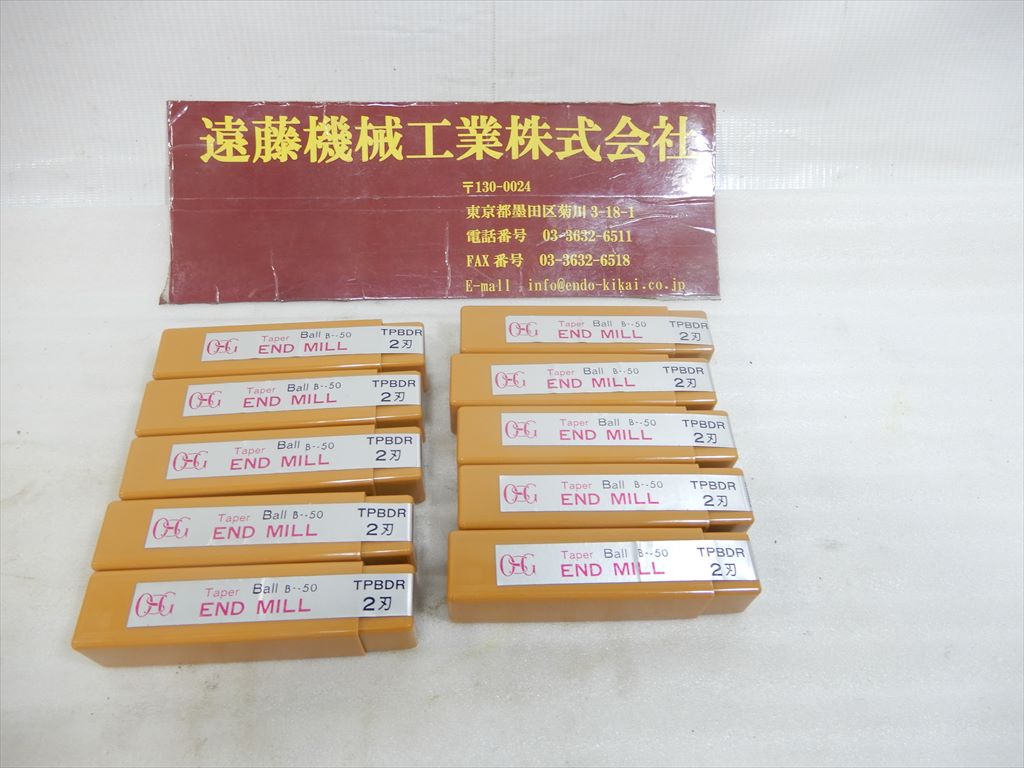 遠藤機械工業株式会社
〒130-0024
東京都墨田区菊川3-18-1
電話番号 03-3632-6511
FAX番号 03-3632-6518
E-mall info@endo-kikai.co.jp
OSG Taper Ball B--50 TPBDR
END MILL 2刃
OSG Taper Ball B--50 TPBDR
END MILL 2刃
OSG Taper Ball B--50 TPBDR
END MILL 2刃
OSG Taper Ball B--50 TPBDR
END MILL 2刃
OSG Taper Ball B--50 TPBDR
END MILL 2刃
OSG Taper Ball B--50 TPBDR
END MILL 2刃
OSG Taper Ball B--50 TPBDR
END MILL 2刃
OSG Taper Ball B--50 TPBDR
END MILL 2刃
OSG Taper Ball B--50 TPBDR
END MILL 2刃
OSG Taper Ball B--50 TPBDR
END MILL 2刃